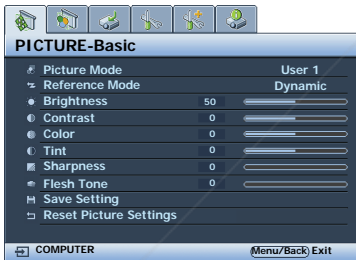 PICTURE-Basic
Picture Mode User 1
Reference Mode Dynamic
Brightness 50
Contrast 0
Color 0
Tint 0
Sharpness 0
Flesh Tone 0
Save Setting
Reset Picture Settings
COMPUTER Menu/Back Exit